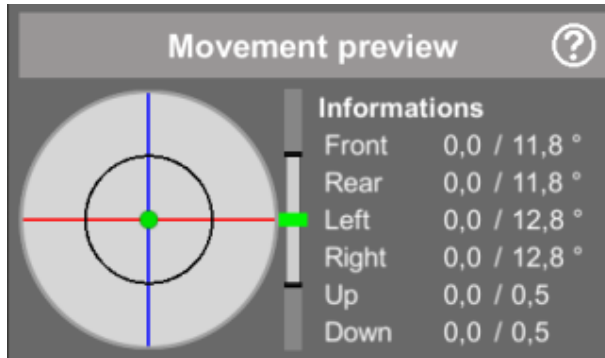 Movement preview ?
Informations
Front 0,0 / 11,8 °
Rear 0,0 / 11,8 °
Left 0,0 / 12,8 °
Right 0,0 / 12,8 °
Up 0,0 / 0,5
Down 0,0 / 0,5